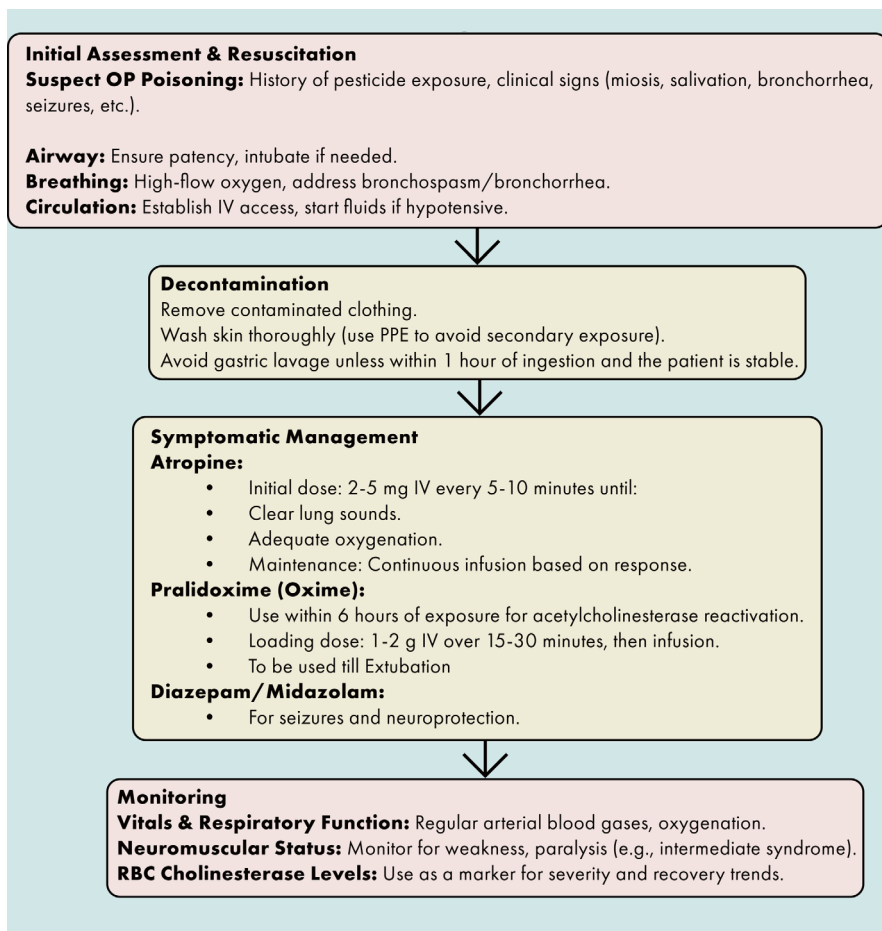 Initial Assessment & Resuscitation
Suspect OP Poisoning: History of pesticide exposure, clinical signs (miosis, salivation, bronchorrhea,
seizures, etc.).
Airway: Ensure patency, intubate if needed.
Breathing: High-flow oxygen, address bronchospasm/bronchorrhea.
Circulation: Establish IV access, start fluids if hypotensive.
Decontamination
Remove contaminated clothing.
Wash skin thoroughly (use PPE to avoid secondary exposure).
Avoid gastric lavage unless within 1 hour of ingestion and the patient is stable.
Symptomatic Management
Atropine:
• Initial dose: 2-5 mg IV every 5-10 minutes until:
• Clear lung sounds.
• Adequate oxygenation.
• Maintenance: Continuous infusion based on response.
Pralidoxime (Oxime):
• Use within 6 hours of exposure for acetylcholinesterase reactivation.
• Loading dose: 1-2 g IV over 15-30 minutes, then infusion.
• To be used till Extubation
Diazepam/Midazolam:
• For seizures and neuroprotection.
Monitoring
Vitals & Respiratory Function: Regular arterial blood gases, oxygenation.
Neuromuscular Status: Monitor for weakness, paralysis (e.g., intermediate syndrome).
RBC Cholinesterase Levels: Use as a marker for severity and recovery trends.